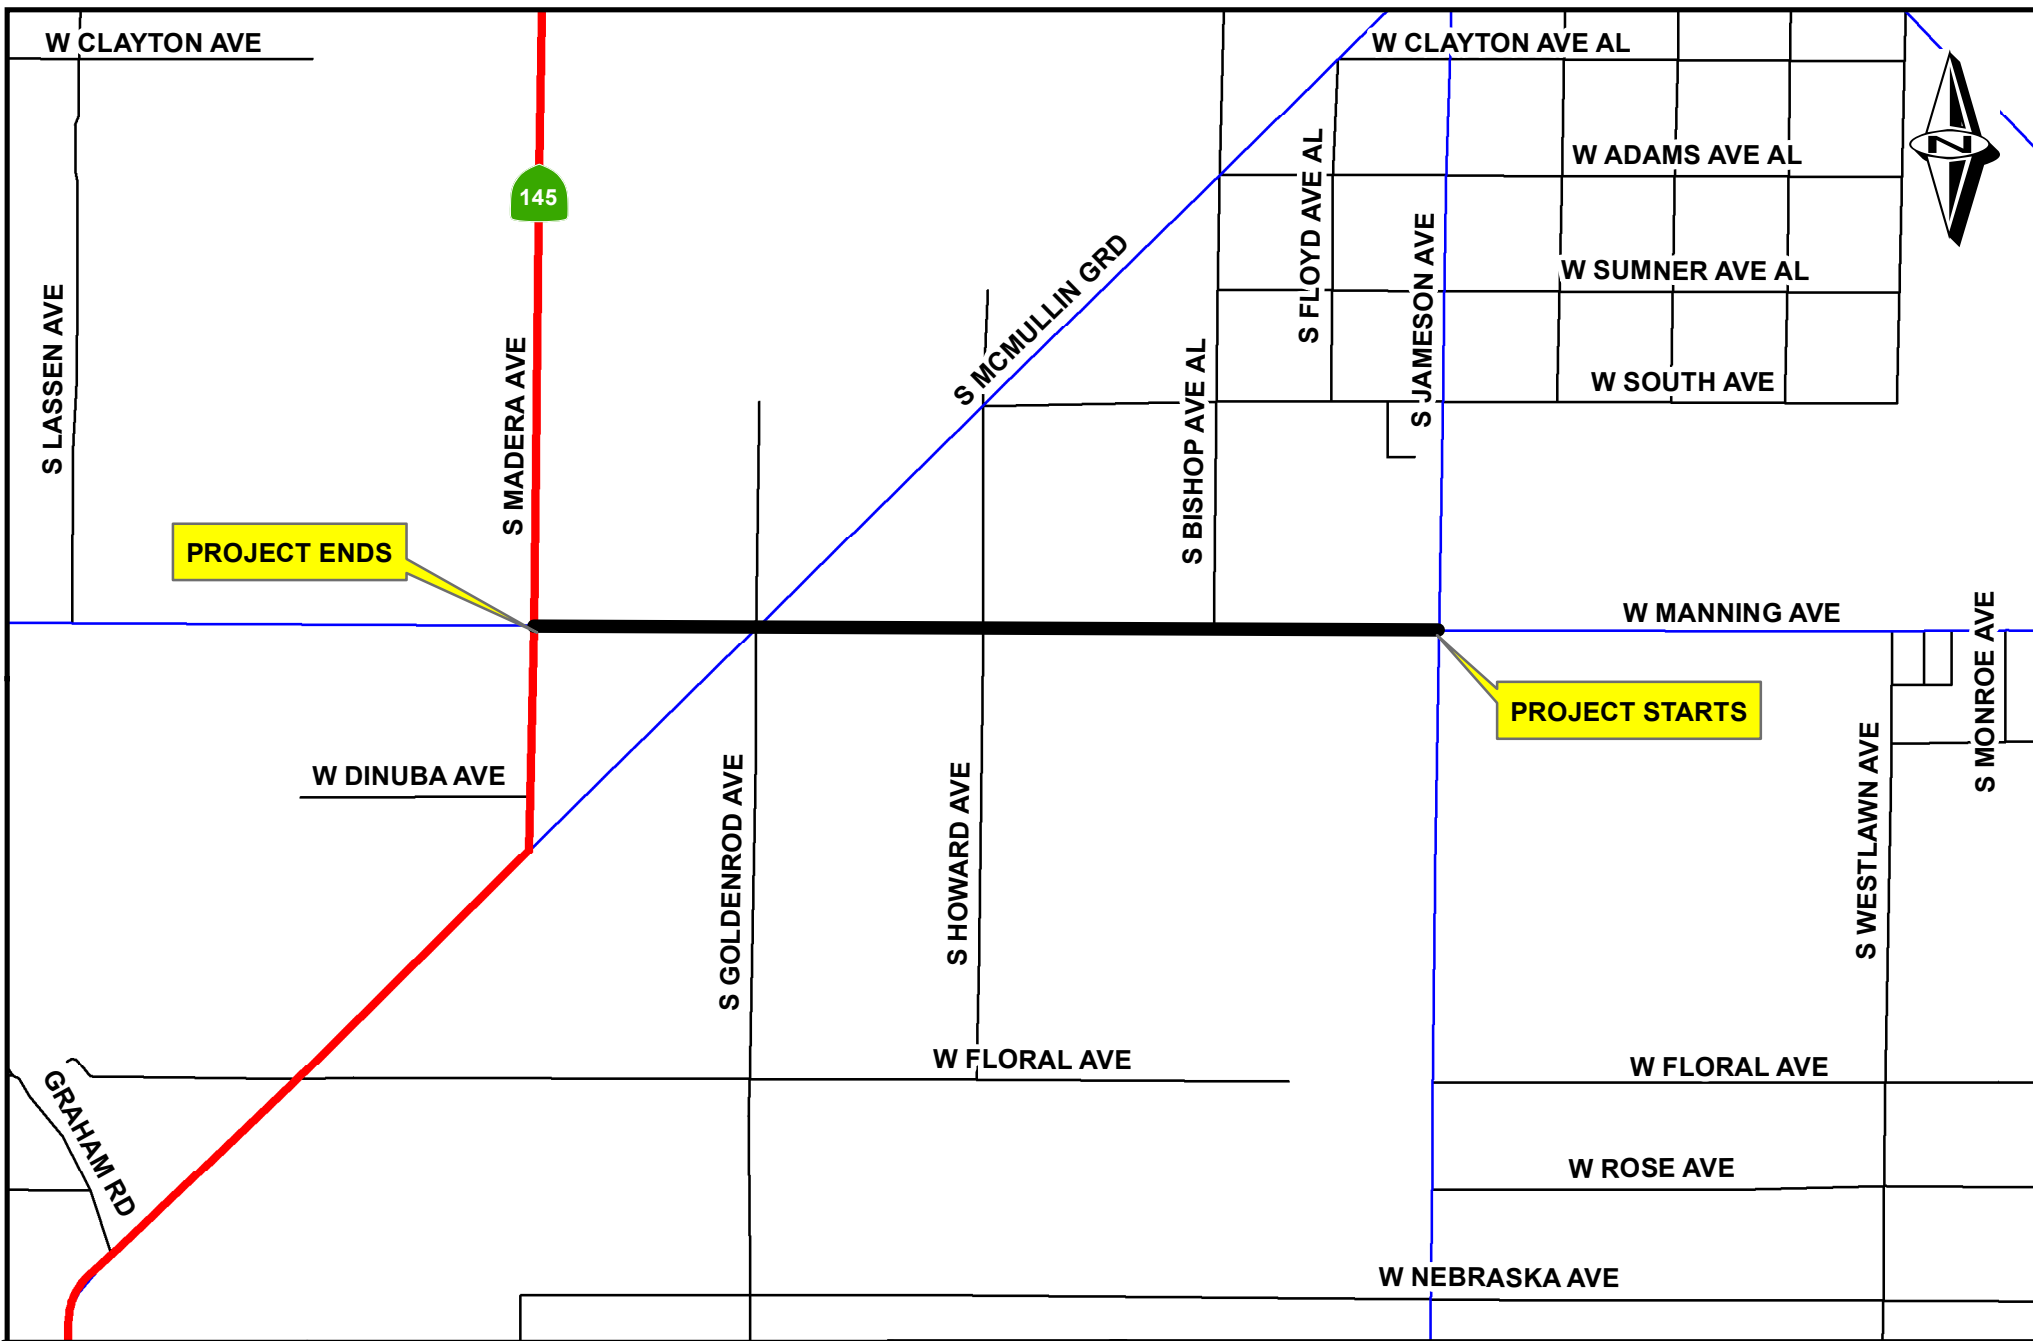 W CLAYTON AVE
W CLAYTON AVE AL
W ADAMS AVE AL
N
145
S FLOYD AVE AL
S MCMULLIN GRD
W SUMNER AVE AL
S LASSEN AVE
S JAMESON AVE
S MADERA AVE
S BISHOP AVE AL
W SOUTH AVE
PROJECT ENDS
W MANNING AVE
S MONROE AVE
PROJECT STARTS
W DINUBA AVE
S GOLDENROD AVE
S HOWARD AVE
S WESTLAWN AVE
W FLORAL AVE
W FLORAL AVE
GRAHAM RD
W ROSE AVE
W NEBRASKA AVE